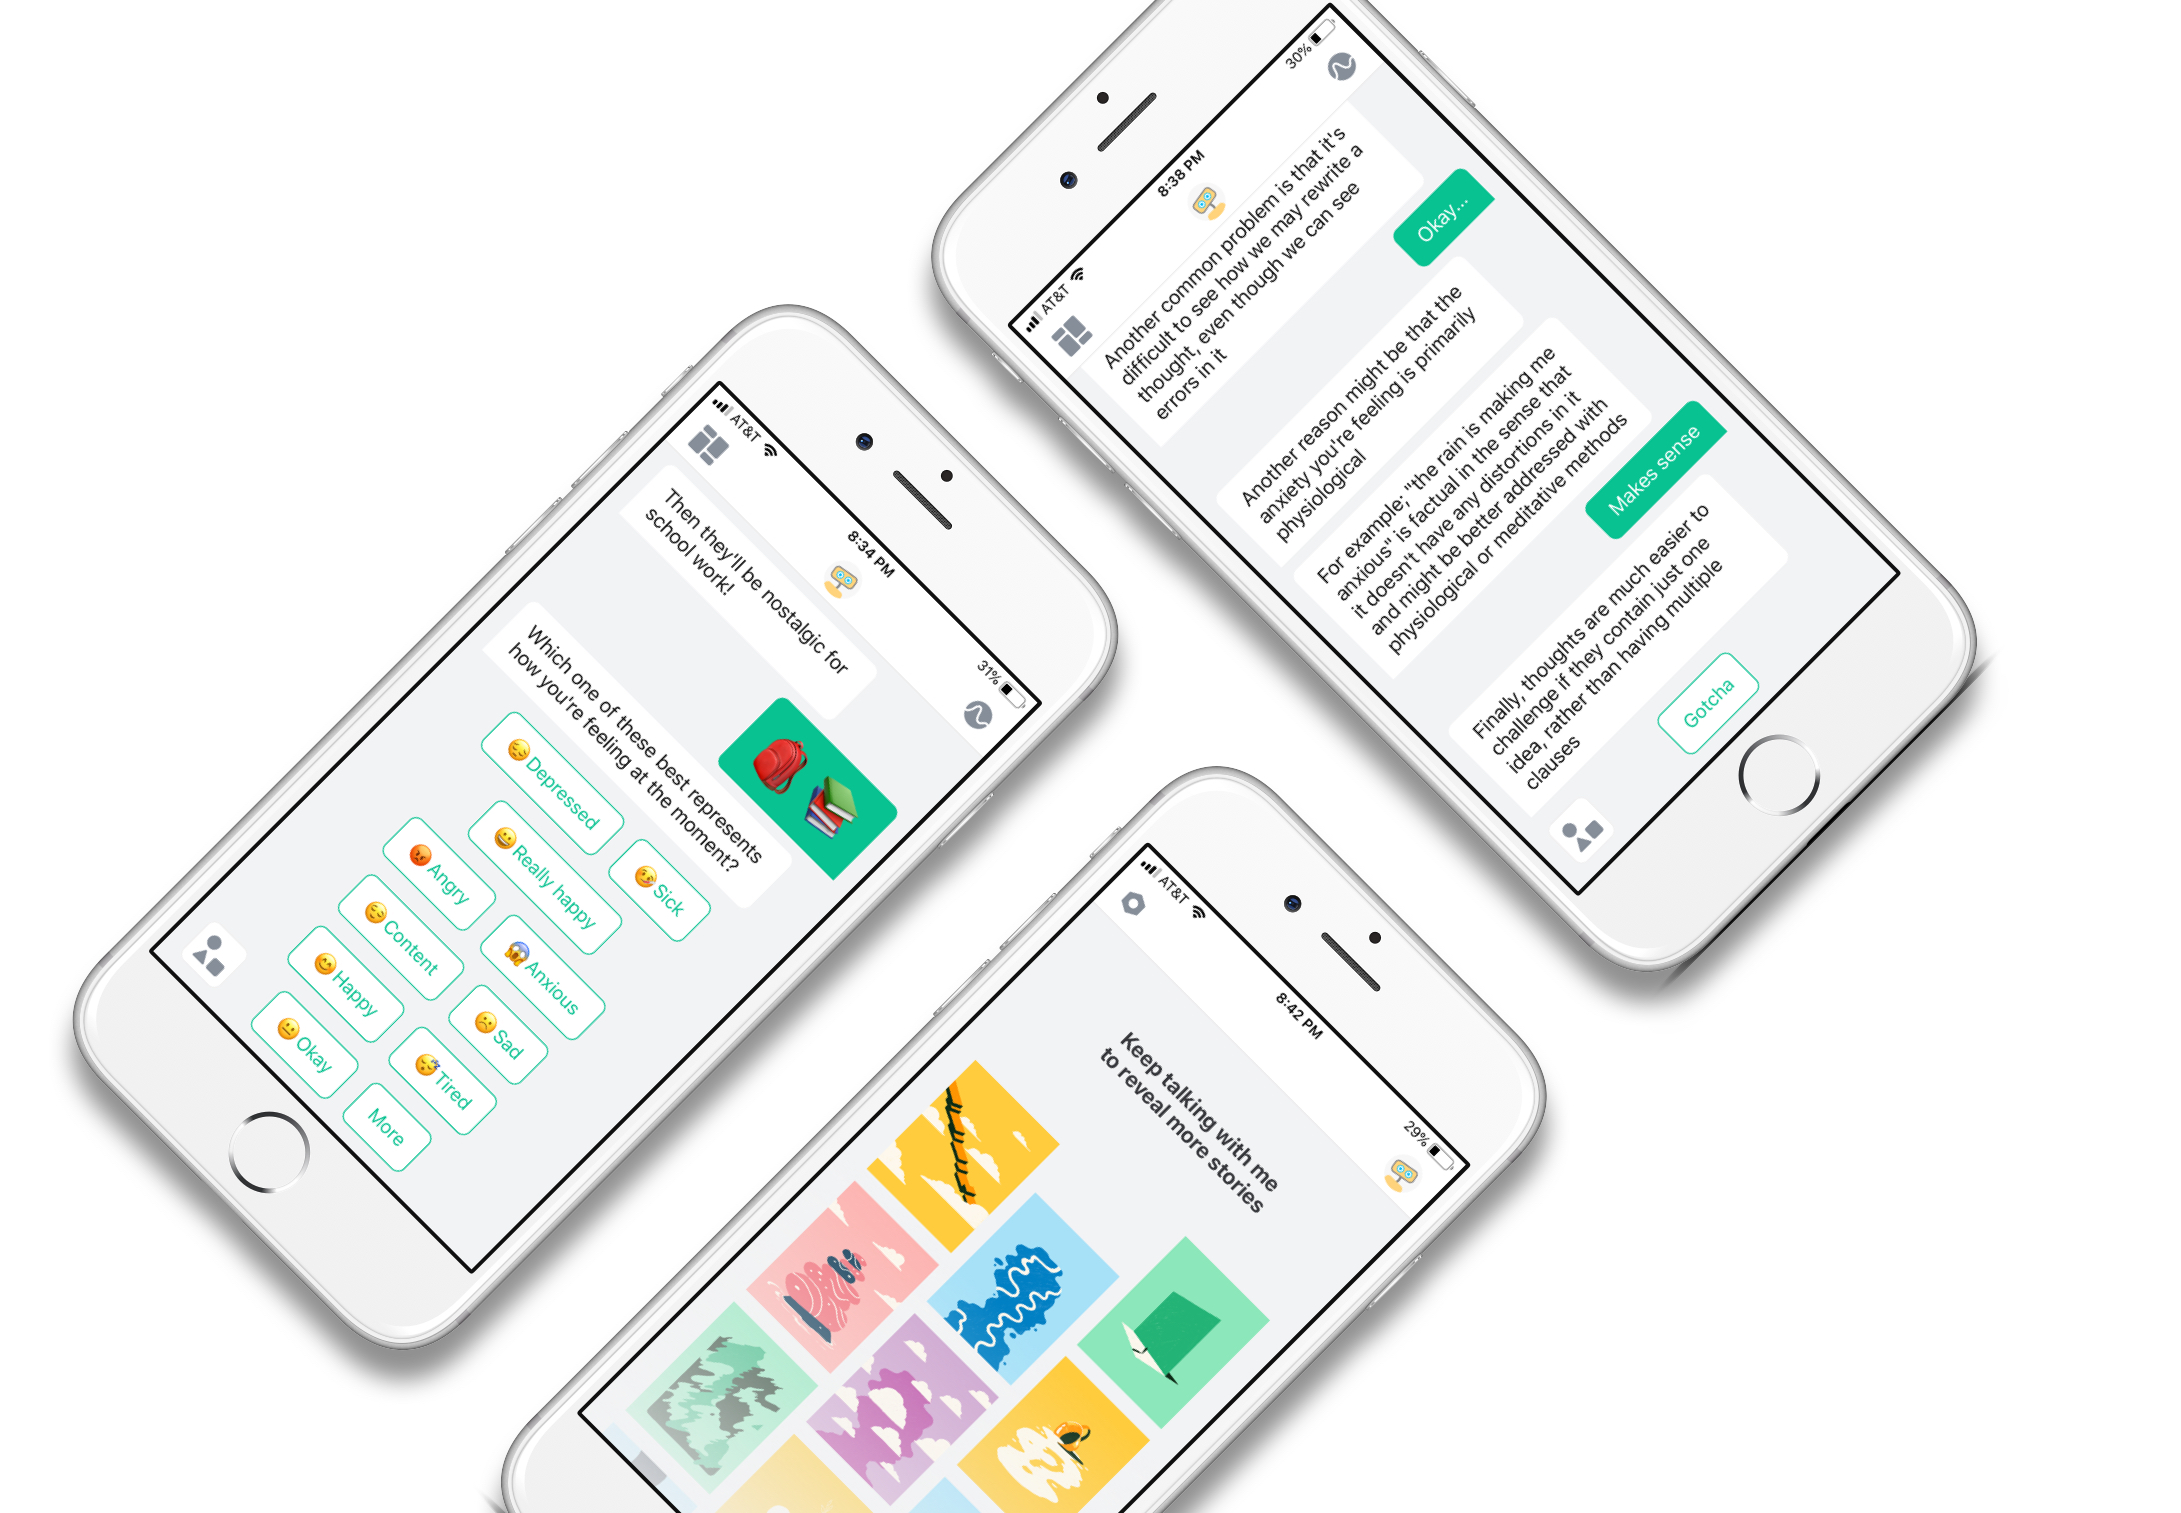 AT&T
8:34 PM
31%
Then they'll be nostalgic for
school work!
Which one of these best represents
how you're feeling at the moment?
Depressed
Sick
Really happy
Angry
Anxious
Content
Sad
Happy
Tired
Okay
More
AT&T
8:38 PM
30%
Another common problem is that it's
difficult to see how we may rewrite a
thought, even though we can see
errors in it
Okay...
Another reason might be that the
anxiety you're feeling is primarily
physiological
For example; "the rain is making me
anxious" is factual in the sense that
it doesn't have any distortions in it
and might be better addressed with
physiological or meditative methods
Makes sense
Finally, thoughts are much easier to
challenge if they contain just one
idea, rather than having multiple
clauses
Gotcha
AT&T
8:42 PM
29%
Keep talking with me
to reveal more stories